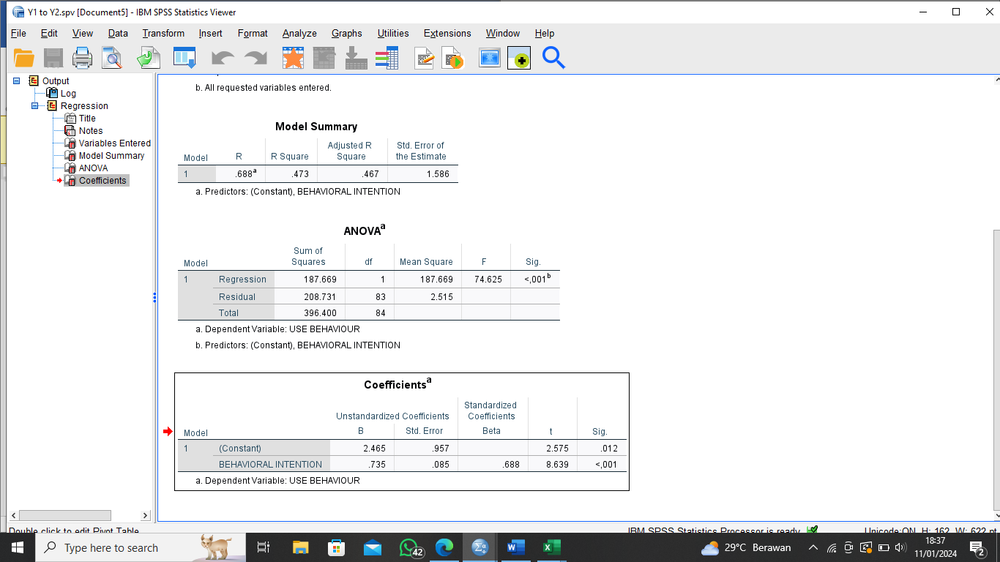 Y1 to Y2.spv [Document5] - IBM SPSS Statistics Viewer
File Edit View Data Transform Insert Format Analyze Graphs Utilities Extensions Window Help
Output
Log
Regression
Title
Notes
Variables Entered
Model Summary
ANOVA
Coefficients
b. All requested variables entered.
Model Summary
Model R R Square Adjusted R Square Std. Error of the Estimate
1 .688a .473 .467 1.586
a. Predictors: (Constant), BEHAVIORAL INTENTION
ANOVAa
Model Sum of Squares df Mean Square F Sig.
1 Regression 187.669 1 187.669 74.625 <,001b
Residual 208.731 83 2.515
Total 396.400 84
a. Dependent Variable: USE BEHAVIOUR
b. Predictors: (Constant), BEHAVIORAL INTENTION
Coefficientsa
Unstandardized Coefficients Standardized Coefficients
Model B Std. Error Beta t Sig.
1 (Constant) 2.465 .957 2.575 .012
BEHAVIORAL INTENTION .735 .085 .688 8.639 <,001
a. Dependent Variable: USE BEHAVIOUR
Double click to edit Pivot Table IBM SPSS Statistics Processor is ready Unicode:ON H: 162, W: 622 pt
Type here to search 42 29°C Berawan 18:37
11/01/2024 2